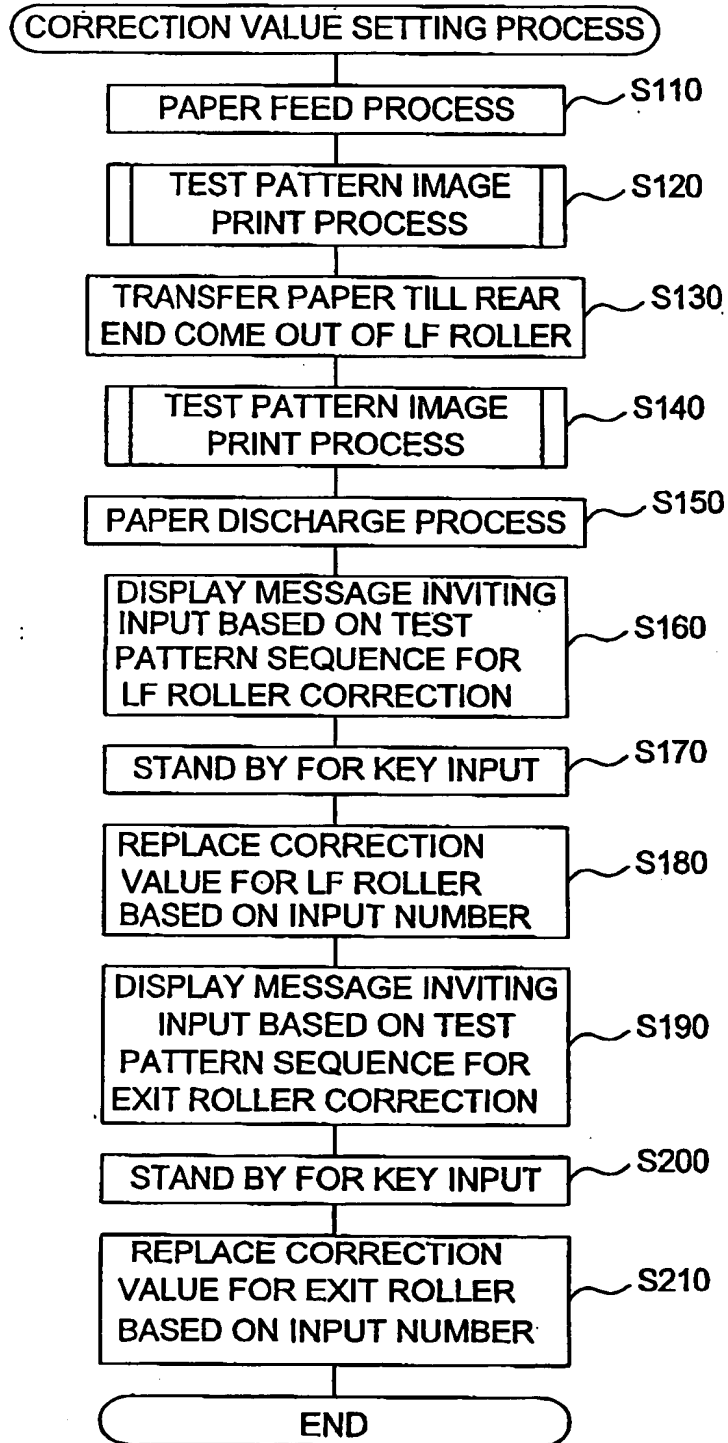 CORRECTION VALUE SETTING PROCESS
PAPER FEED PROCESS
S110
TEST PATTERN IMAGE
PRINT PROCESS
S120
TRANSFER PAPER TILL REAR
END COME OUT OF LF ROLLER
S130
TEST PATTERN IMAGE
PRINT PROCESS
S140
PAPER DISCHARGE PROCESS
S150
DISPLAY MESSAGE INVITING
INPUT BASED ON TEST
PATTERN SEQUENCE FOR
LF ROLLER CORRECTION
S160
STAND BY FOR KEY INPUT
S170
REPLACE CORRECTION
VALUE FOR LF ROLLER
BASED ON INPUT NUMBER
S180
DISPLAY MESSAGE INVITING
INPUT BASED ON TEST
PATTERN SEQUENCE FOR
EXIT ROLLER CORRECTION
S190
STAND BY FOR KEY INPUT
S200
REPLACE CORRECTION
VALUE FOR EXIT ROLLER
BASED ON INPUT NUMBER
S210
END